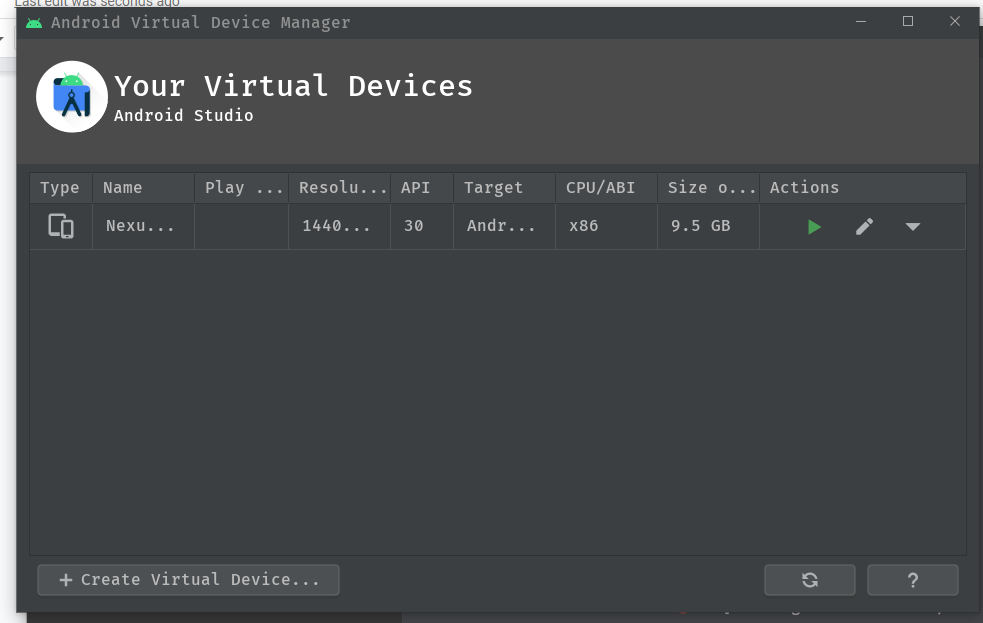 Last edit was seconds ago
Android Virtual Device Manager
Your Virtual Devices
Android Studio
Type Name Play ... Resolu... API Target CPU/ABI Size o... Actions
Nexu... 1440... 30 Andr... x86 9.5 GB
+ Create Virtual Device... ?